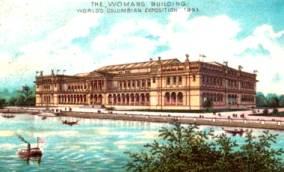 THE WOMANS BUILDING.
WORLDS COLUMBIAN EXPOSITION 1893.